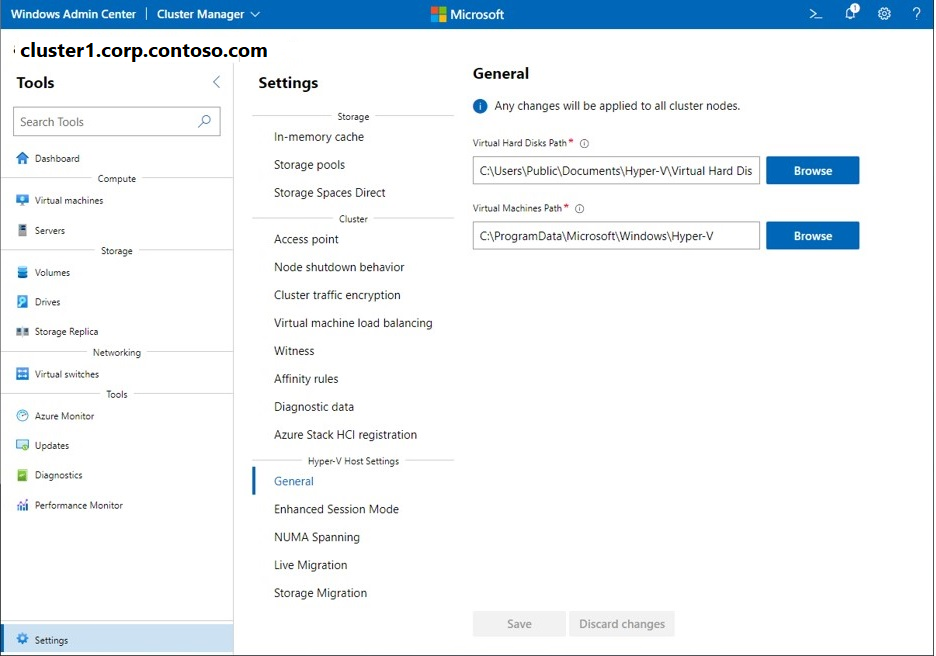 Windows Admin Center | Cluster Manager
Microsoft
1
?
cluster1.corp.contoso.com
Tools
Search Tools
Dashboard
Compute
Virtual machines
Servers
Storage
Volumes
Drives
Storage Replica
Networking
Virtual switches
Tools
Azure Monitor
Updates
Diagnostics
Performance Monitor
Settings
Settings
Storage
In-memory cache
Storage pools
Storage Spaces Direct
Cluster
Access point
Node shutdown behavior
Cluster traffic encryption
Virtual machine load balancing
Witness
Affinity rules
Diagnostic data
Azure Stack HCI registration
Hyper-V Host Settings
General
Enhanced Session Mode
NUMA Spanning
Live Migration
Storage Migration
General
Any changes will be applied to all cluster nodes.
Virtual Hard Disks Path *
C:\Users\Public\Documents\Hyper-V\Virtual Hard Dis
Browse
Virtual Machines Path *
C:\ProgramData\Microsoft\Windows\Hyper-V
Browse
Save
Discard changes